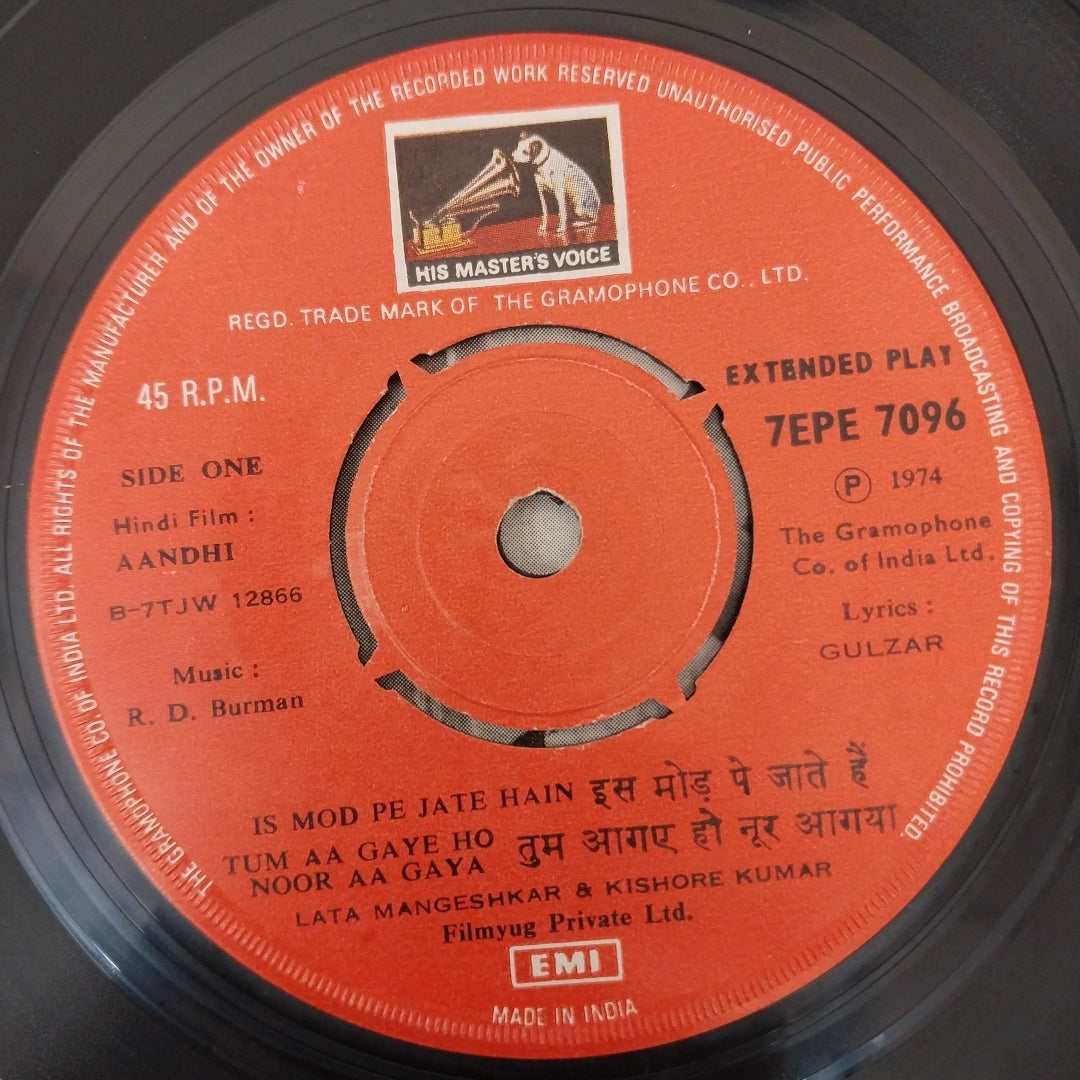 THE GRAMOPHONE CO. OF INDIA LTD. ALL RIGHTS OF THE MANUFACTURER AND OF THE OWNER OF THE RECORDED WORK RESERVED UNAUTHORISED PUBLIC PERFORMANCE BROADCASTING AND COPYING OF THIS RECORD PROHIBITED
HIS MASTER'S VOICE
REGD. TRADE MARK OF THE GRAMOPHONE CO., LTD.
45 R.P.M.
SIDE ONE
Hindi Film :
AANDHI
B-7TJW 12866
Music :
R. D. Burman
EXTENDED PLAY
7EPE 7096
Ⓟ 1974
The Gramophone
Co. of India Ltd.
Lyrics :
GULZAR
IS MOD PE JATE HAIN इस मोड़ पे जाते हैं
TUM AA GAYE HO
NOOR AA GAYA तुम आगए हो नूर आगया
LATA MANGESHKAR & KISHORE KUMAR
Filmyug Private Ltd.
EMI
MADE IN INDIA